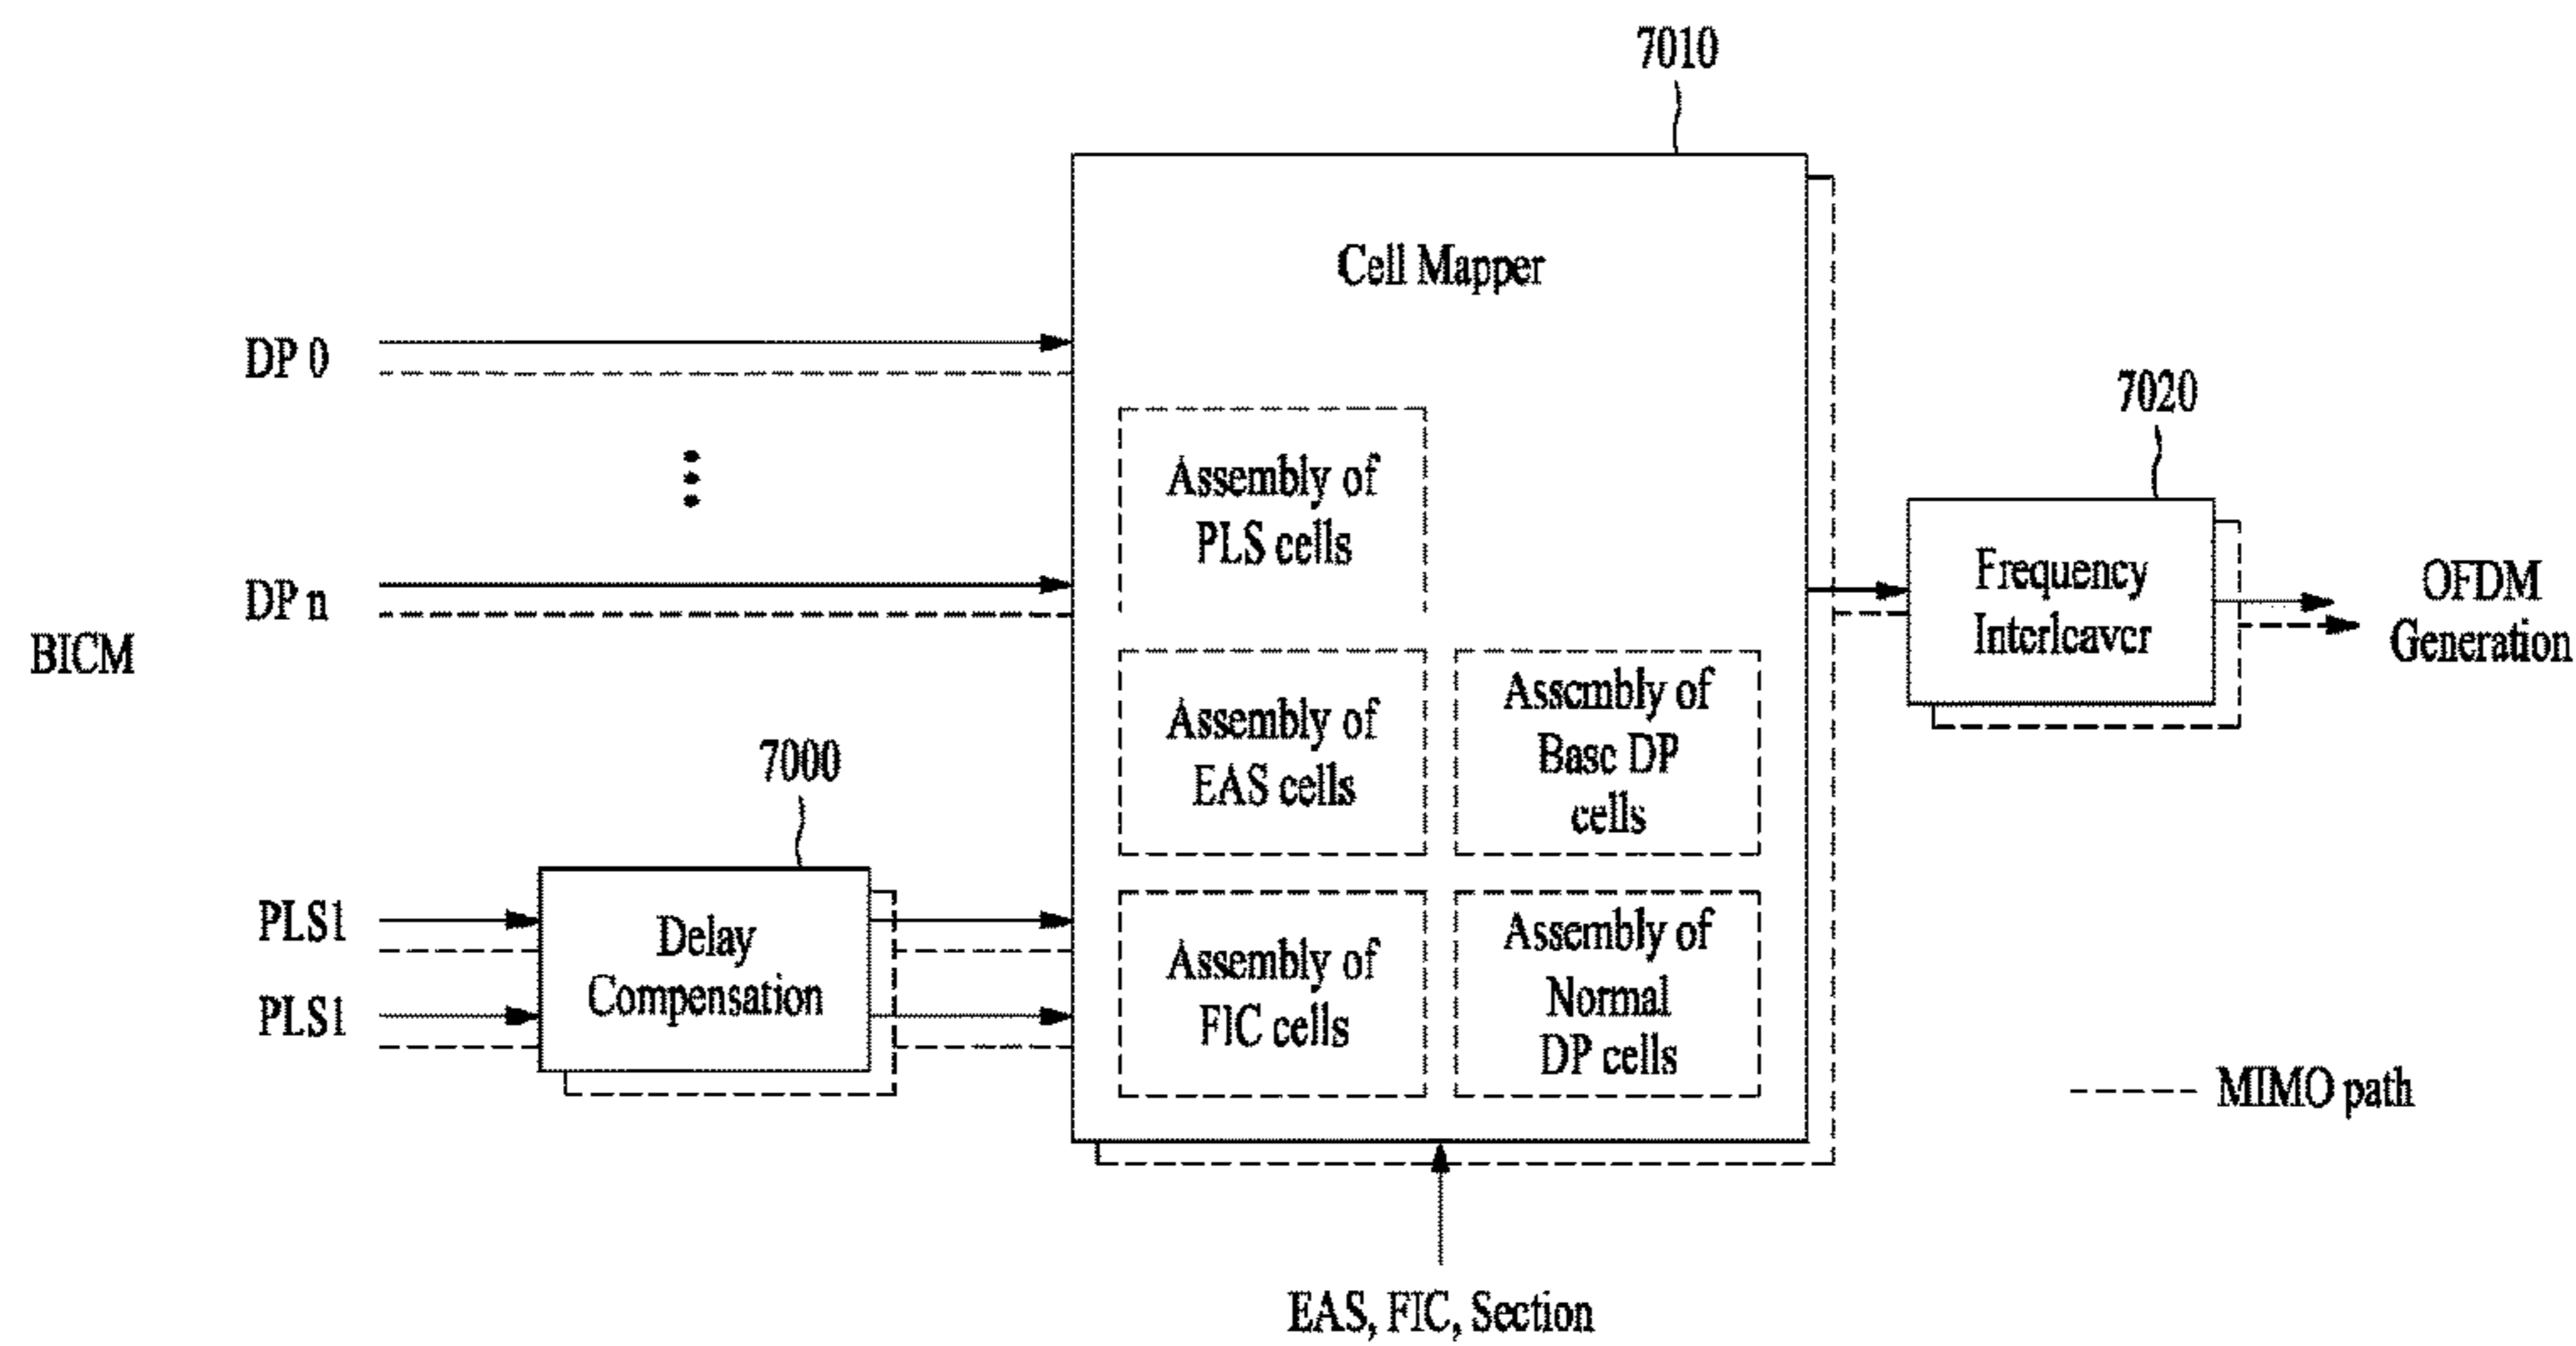 7010
Cell Mapper
DP 0
7020
Assembly of
PLS cells
Frequency
Interleaver
OFDM
Generation
DP n
BICM
Assembly of
EAS cells
Assembly of
Base DP
cells
7000
PLS1
Delay
Compensation
PLS1
Assembly of
FIC cells
Assembly of
Normal
DP cells
MIMO path
EAS, FIC, Section